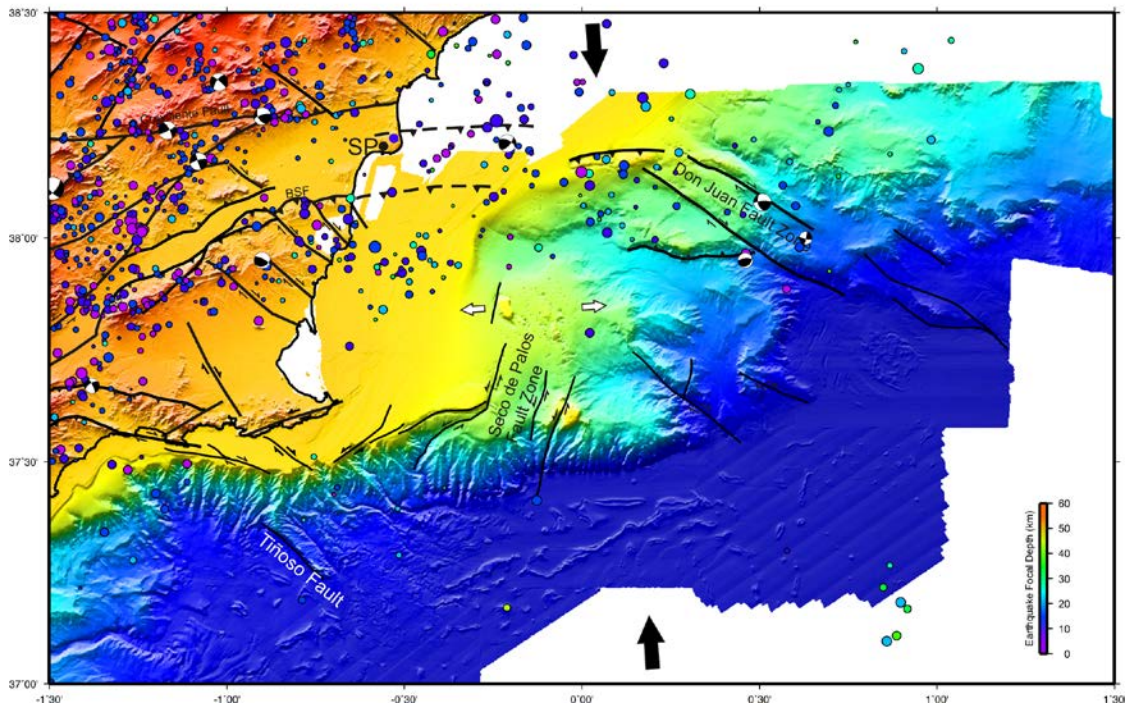 38°30'
Crevillente Fault
SP
BSF
38°00'
Don Juan Fault Zone
37°30'
Seco de Palos
Fault Zone
Tiñoso Fault
37°00'
-1°30'
-1°00'
-0°30'
0°00'
0°30'
1°00'
1°30'
Earthquake Focal Depth (km)
60
50
40
30
20
10
0